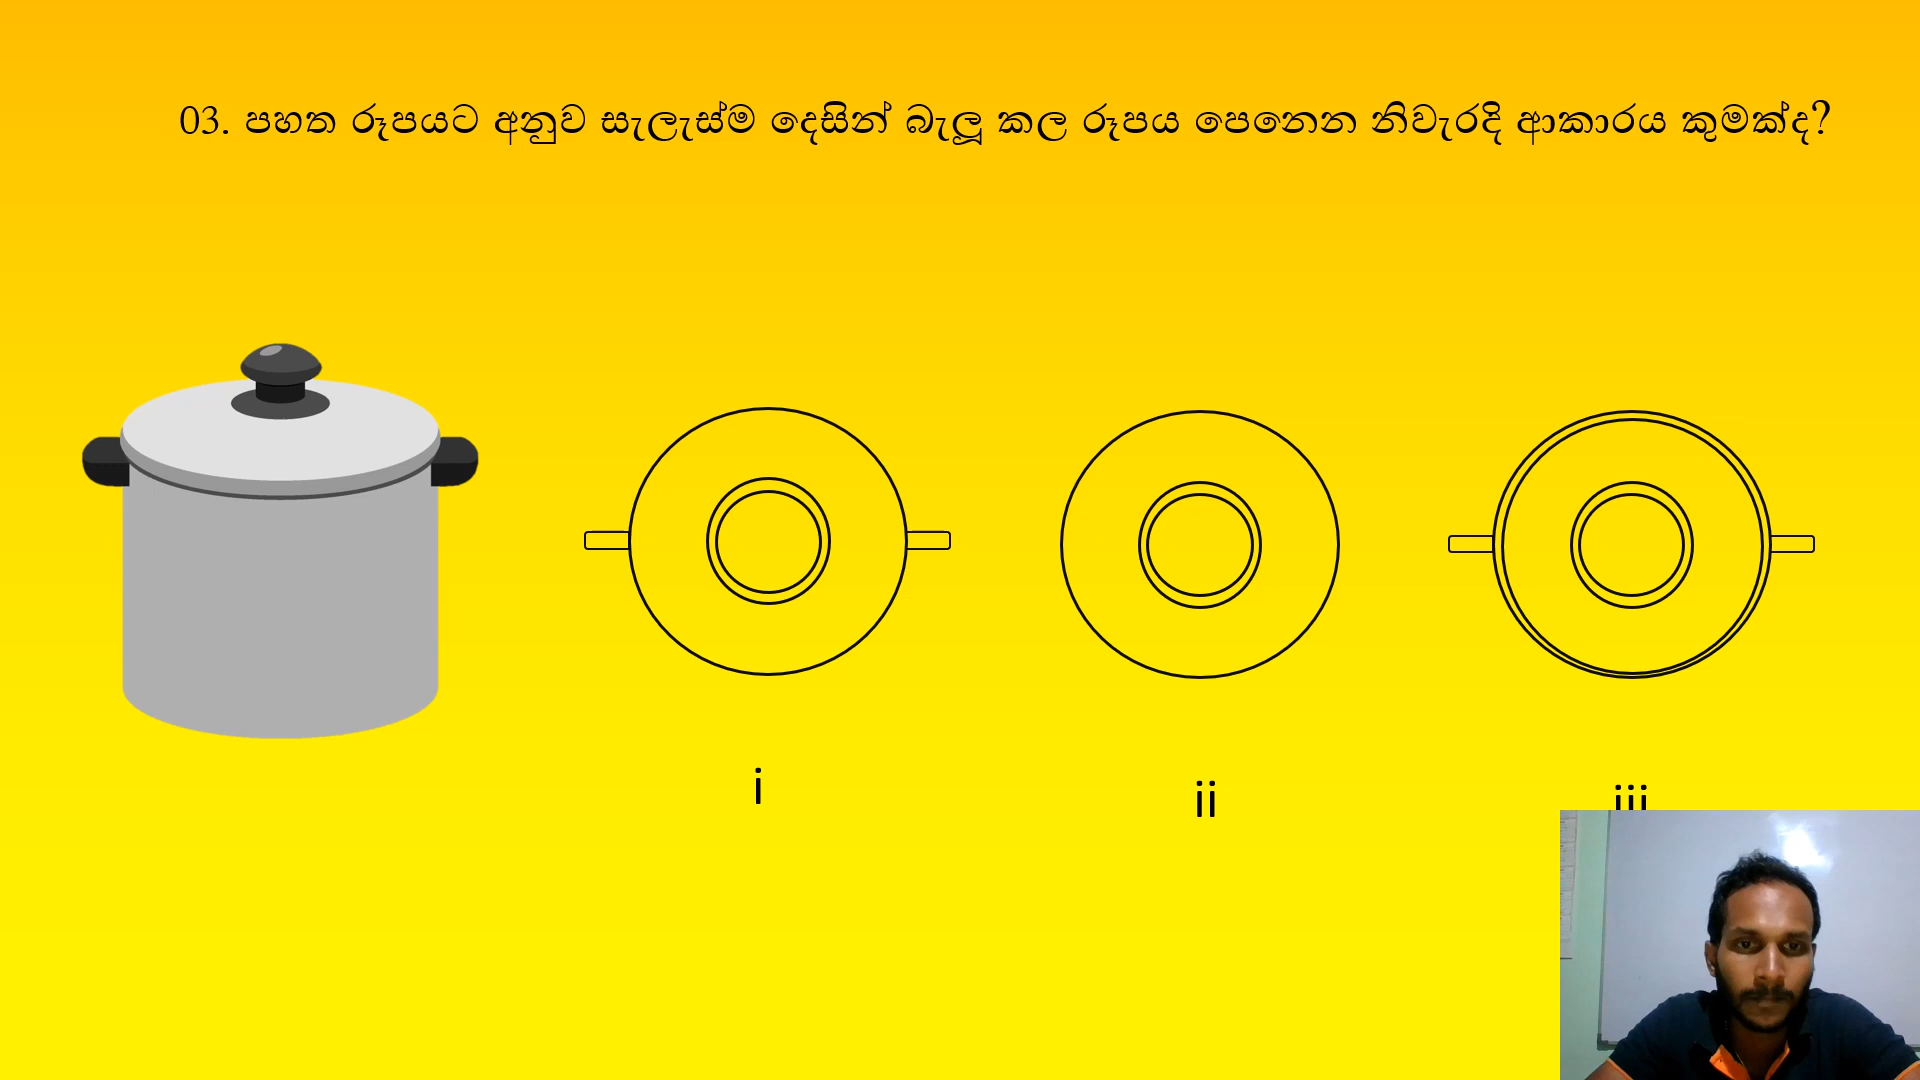 03. පහත රූපයට අනුව සැලැස්ම දෙසින් බැලූ කල රූපය පෙනෙන නිවැරදි ආකාරය කුමක්ද?
i
ii
iii